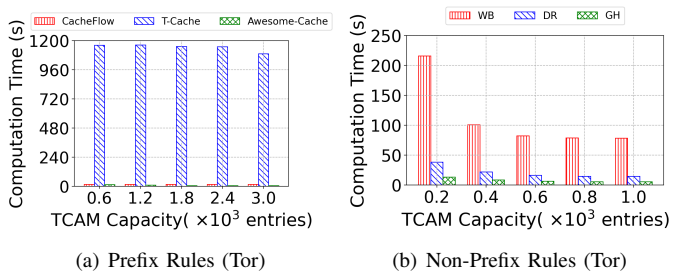 CacheFlow T-Cache Awesome-Cache
Computation Time (s)
1200
960
720
480
240
0
0.6 1.2 1.8 2.4 3.0
TCAM Capacity( ×10³ entries)
(a) Prefix Rules (Tor)
WB DR GH
Computation Time (s)
250
200
150
100
50
0
0.2 0.4 0.6 0.8 1.0
TCAM Capacity( ×10³ entries)
(b) Non-Prefix Rules (Tor)